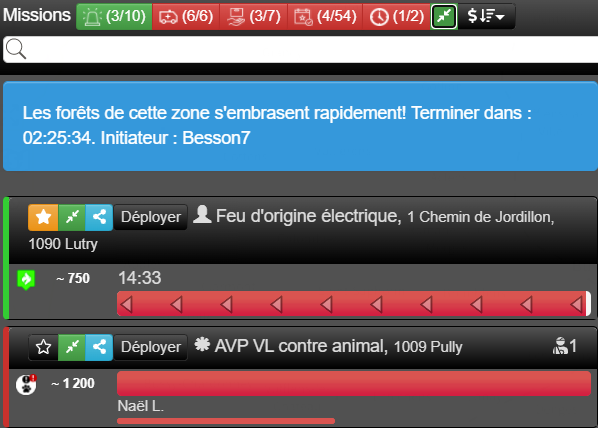 Missions (3/10) (6/6) (3/7) (4/54) (1/2) $
Les forêts de cette zone s'embrasent rapidement! Terminer dans :
02:25:34. Initiateur : Besson7
Déployer Feu d'origine électrique, 1 Chemin de Jordillon,
1090 Lutry
~ 750 14:33
Déployer AVP VL contre animal, 1009 Pully 1
~ 1 200
Naël L.